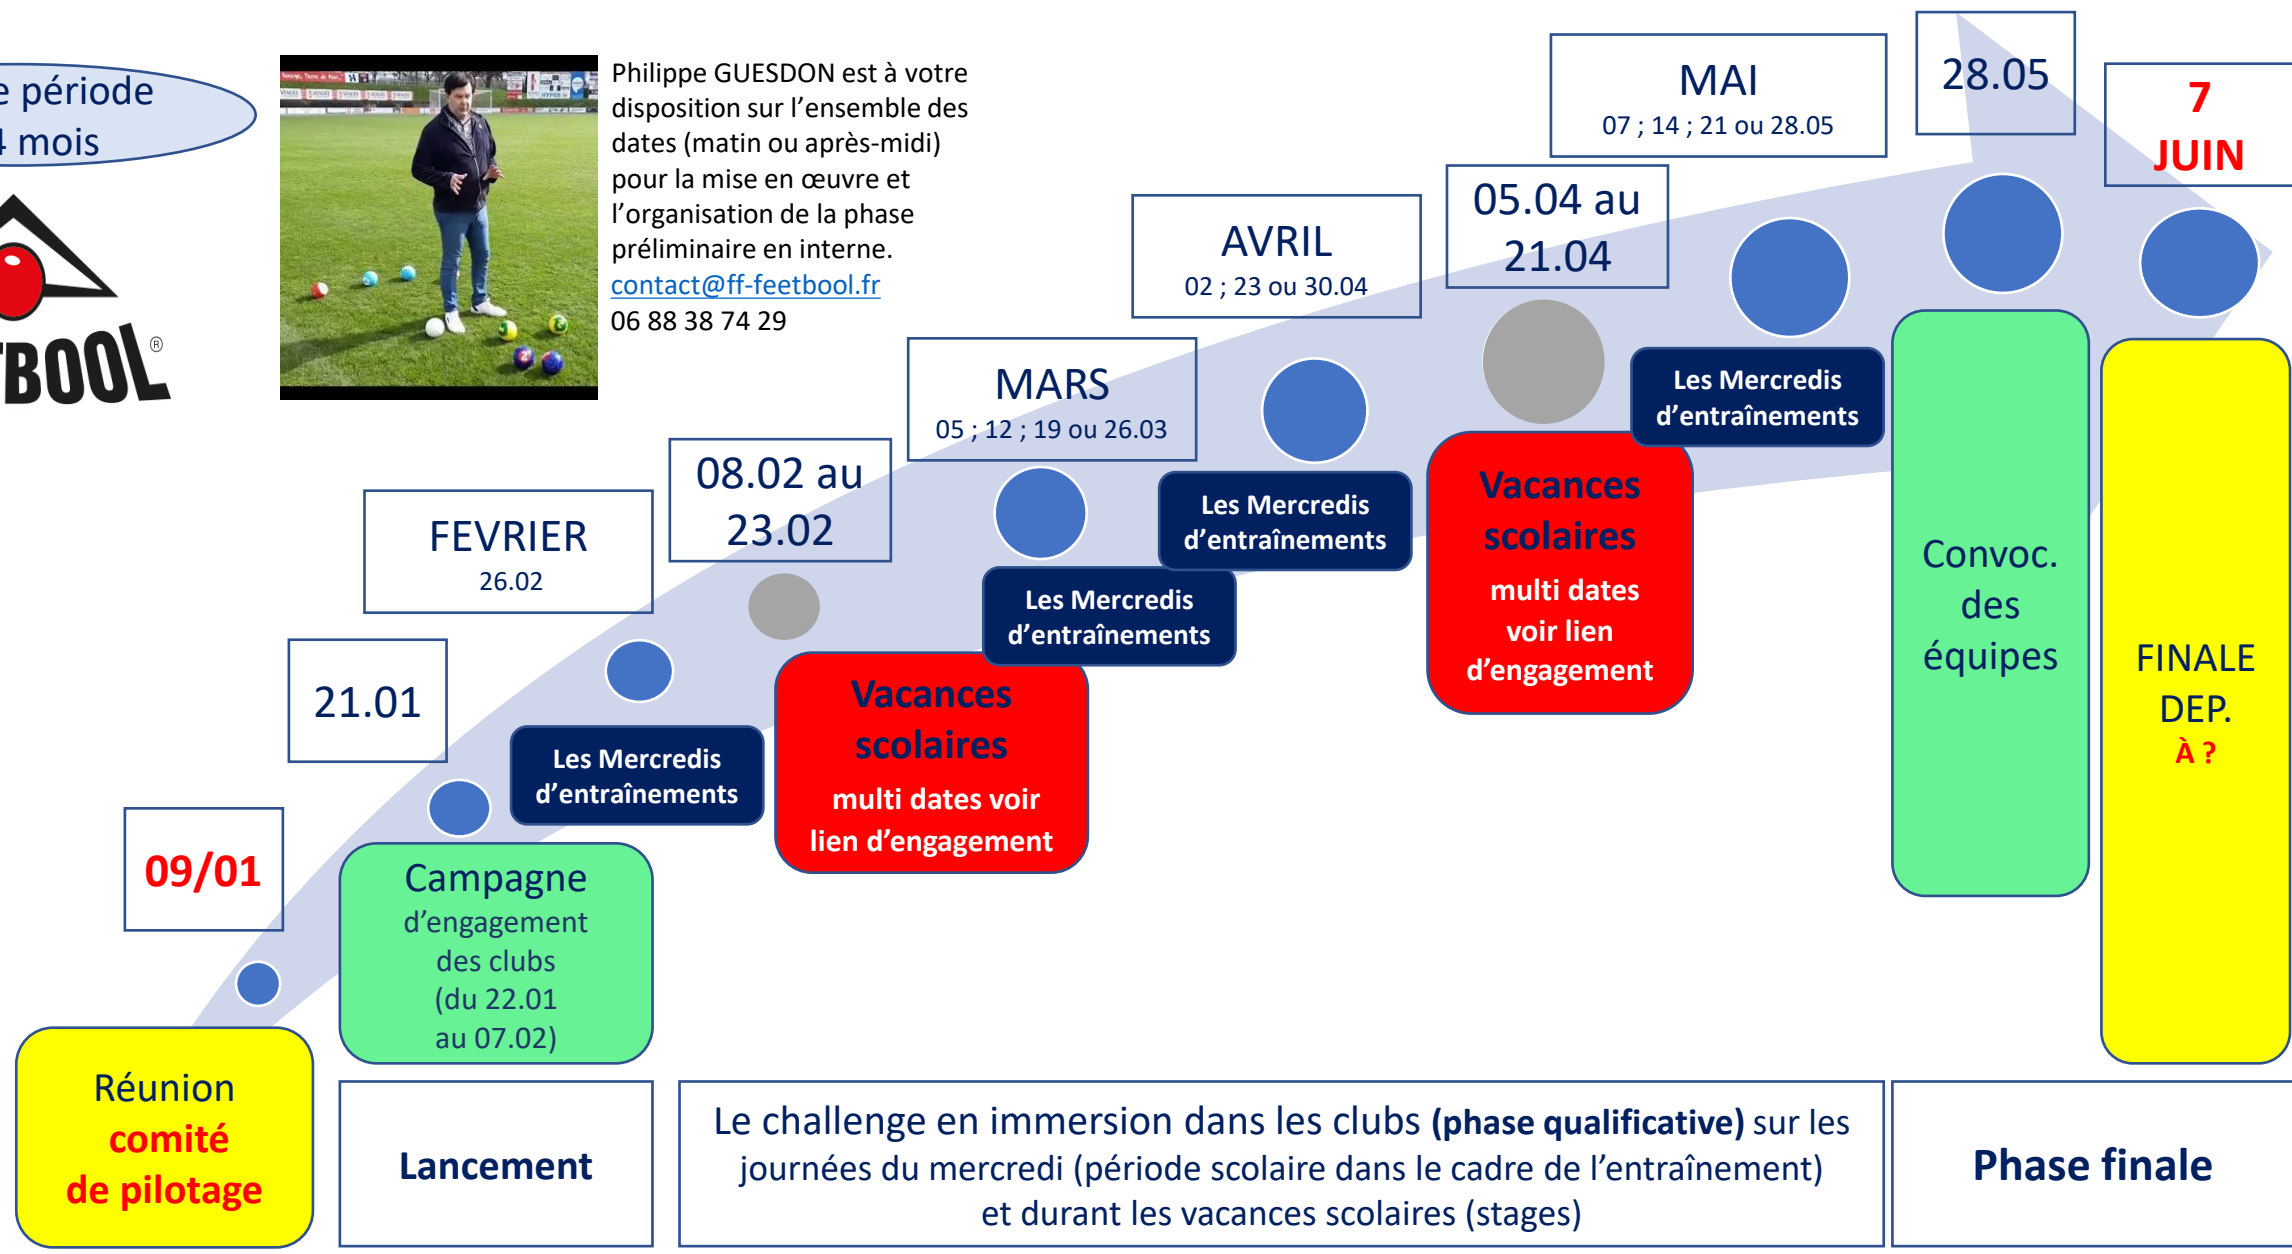 e période
4 mois
TBOOL®
Philippe GUESDON est à votre
disposition sur l’ensemble des
dates (matin ou après-midi)
pour la mise en œuvre et
l’organisation de la phase
préliminaire en interne.
contact@ff-feetbool.fr
06 88 38 74 29
09/01
Réunion
comité
de pilotage
21.01
Campagne
d’engagement
des clubs
(du 22.01
au 07.02)
FEVRIER
26.02
Les Mercredis
d’entraînements
08.02 au
23.02
Vacances
scolaires
multi dates voir
lien d’engagement
MARS
05 ; 12 ; 19 ou 26.03
Les Mercredis
d’entraînements
AVRIL
02 ; 23 ou 30.04
Les Mercredis
d’entraînements
05.04 au
21.04
Vacances
scolaires
multi dates
voir lien
d’engagement
MAI
07 ; 14 ; 21 ou 28.05
Les Mercredis
d’entraînements
28.05
Convoc.
des
équipes
7
JUIN
FINALE
DEP.
À ?
Lancement
Le challenge en immersion dans les clubs (phase qualificative) sur les
journées du mercredi (période scolaire dans le cadre de l’entraînement)
et durant les vacances scolaires (stages)
Phase finale